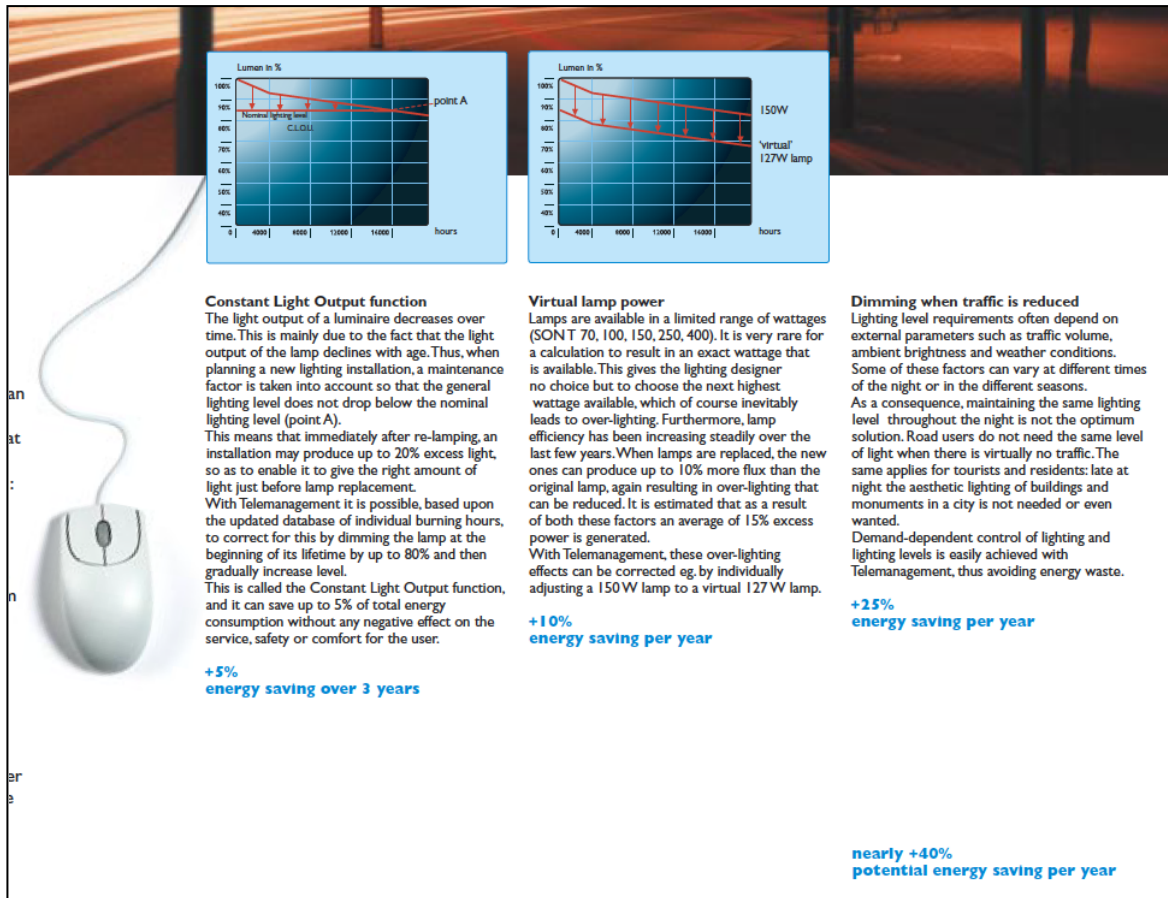 Lumen in %
100%
90%
80%
70%
60%
50%
40%
0
4000
12000
16000
hours
point A
Nominal lighting level
C.L.O.U.
Lumen in %
100%
90%
80%
70%
60%
50%
40%
0
4000
12000
16000
hours
150W
'virtual'
127W lamp
an
at
:
n
er
e
Constant Light Output function
The light output of a luminaire decreases over
time. This is mainly due to the fact that the light
output of the lamp declines with age. Thus, when
planning a new lighting installation, a maintenance
factor is taken into account so that the general
lighting level does not drop below the nominal
lighting level (point A).
This means that immediately after re-lamping, an
installation may produce up to 20% excess light,
so as to enable it to give the right amount of
light just before lamp replacement.
With Telemanagement it is possible, based upon
the updated database of individual burning hours,
to correct for this by dimming the lamp at the
beginning of its lifetime by up to 80% and then
gradually increase level.
This is called the Constant Light Output function,
and it can save up to 5% of total energy
consumption without any negative effect on the
service, safety or comfort for the user.
+5%
energy saving over 3 years
Virtual lamp power
Lamps are available in a limited range of wattages
(SON T 70, 100, 150, 250, 400). It is very rare for
a calculation to result in an exact wattage that
is available. This gives the lighting designer
no choice but to choose the next highest
wattage available, which of course inevitably
leads to over-lighting. Furthermore, lamp
efficiency has been increasing steadily over the
last few years. When lamps are replaced, the new
ones can produce up to 10% more flux than the
original lamp, again resulting in over-lighting that
can be reduced. It is estimated that as a result
of both these factors an average of 15% excess
power is generated.
With Telemanagement, these over-lighting
effects can be corrected eg. by individually
adjusting a 150 W lamp to a virtual 127 W lamp.
+10%
energy saving per year
Dimming when traffic is reduced
Lighting level requirements often depend on
external parameters such as traffic volume,
ambient brightness and weather conditions.
Some of these factors can vary at different times
of the night or in the different seasons.
As a consequence, maintaining the same lighting
level throughout the night is not the optimum
solution. Road users do not need the same level
of light when there is virtually no traffic. The
same applies for tourists and residents: late at
night the aesthetic lighting of buildings and
monuments in a city is not needed or even
wanted.
Demand-dependent control of lighting and
lighting levels is easily achieved with
Telemanagement, thus avoiding energy waste.
+25%
energy saving per year
nearly +40%
potential energy saving per year